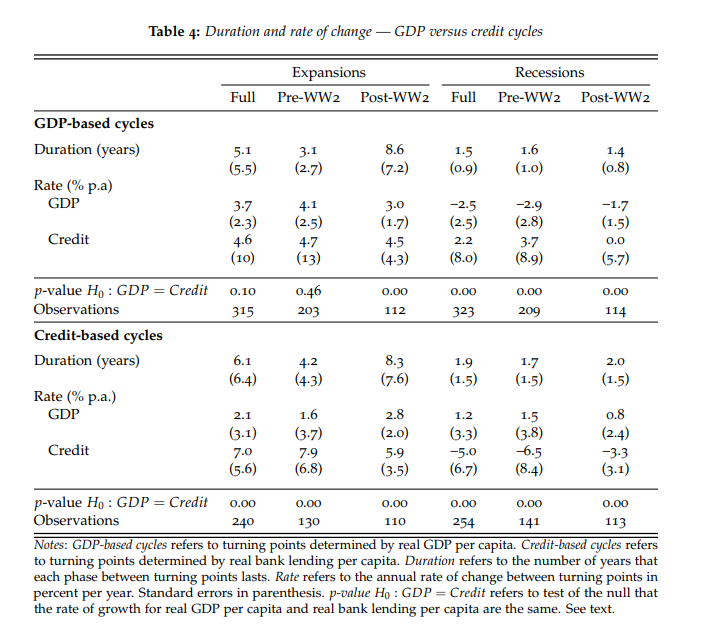 Table 4: Duration and rate of change — GDP versus credit cycles
Expansions Recessions
Full Pre-WW2 Post-WW2 Full Pre-WW2 Post-WW2
GDP-based cycles
Duration (years) 5.1 3.1 8.6 1.5 1.6 1.4
(5.5) (2.7) (7.2) (0.9) (1.0) (0.8)
Rate (% p.a)
GDP 3.7 4.1 3.0 −2.5 −2.9 −1.7
(2.3) (2.5) (1.7) (2.5) (2.8) (1.5)
Credit 4.6 4.7 4.5 2.2 3.7 0.0
(10) (13) (4.3) (8.0) (8.9) (5.7)
p-value H0 : GDP = Credit 0.10 0.46 0.00 0.00 0.00 0.00
Observations 315 203 112 323 209 114
Credit-based cycles
Duration (years) 6.1 4.2 8.3 1.9 1.7 2.0
(6.4) (4.3) (7.6) (1.5) (1.5) (1.5)
Rate (% p.a.)
GDP 2.1 1.6 2.8 1.2 1.5 0.8
(3.1) (3.7) (2.0) (3.3) (3.8) (2.4)
Credit 7.0 7.9 5.9 −5.0 −6.5 −3.3
(5.6) (6.8) (3.5) (6.7) (8.4) (3.1)
p-value H0 : GDP = Credit 0.00 0.00 0.00 0.00 0.00 0.00
Observations 240 130 110 254 141 113
Notes: GDP-based cycles refers to turning points determined by real GDP per capita. Credit-based cycles refers
to turning points determined by real bank lending per capita. Duration refers to the number of years that
each phase between turning points lasts. Rate refers to the annual rate of change between turning points in
percent per year. Standard errors in parenthesis. p-value H0 : GDP = Credit refers to test of the null that
the rate of growth for real GDP per capita and real bank lending per capita are the same. See text.